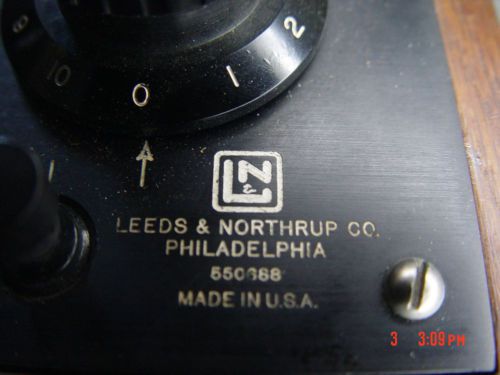 9
10 0 1 2
L&N
LEEDS & NORTHRUP CO.
PHILADELPHIA
550668
MADE IN U.S.A.
3 3:09PM